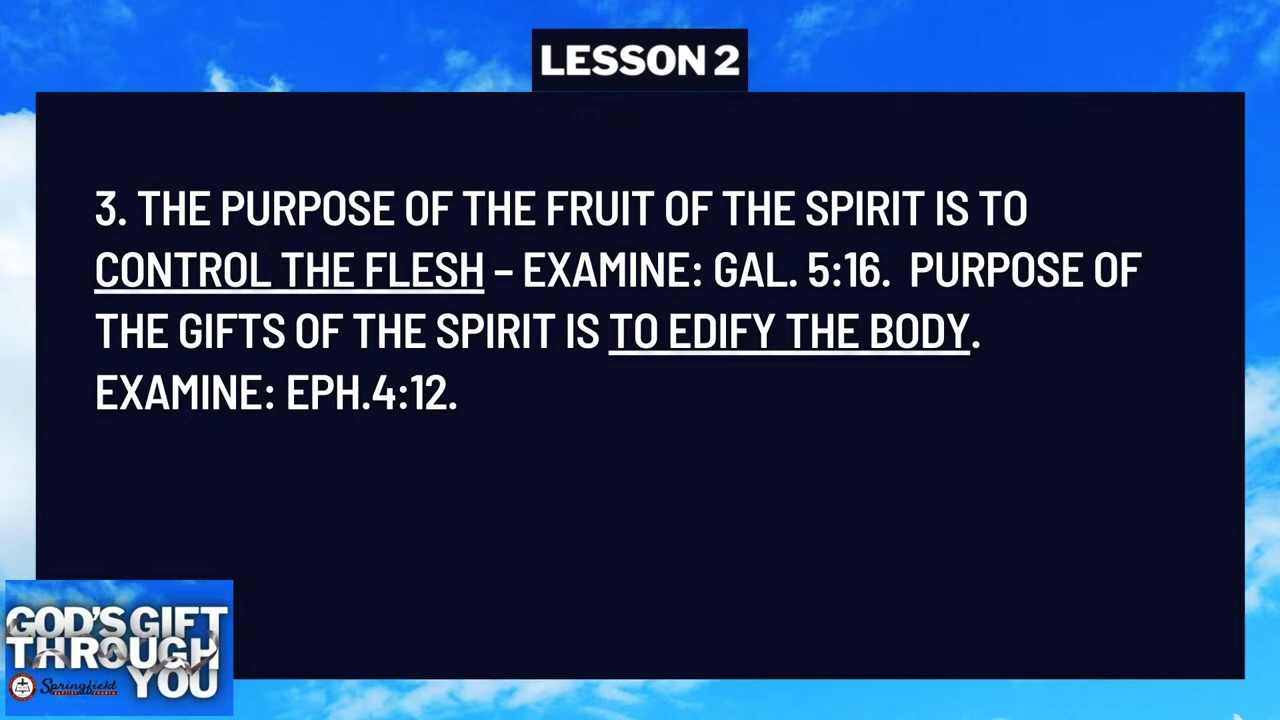 LESSON 2
3. THE PURPOSE OF THE FRUIT OF THE SPIRIT IS TO
CONTROL THE FLESH – EXAMINE: GAL. 5:16.  PURPOSE OF
THE GIFTS OF THE SPIRIT IS TO EDIFY THE BODY.
EXAMINE: EPH.4:12.
GOD'S GIFT
THROUGH
YOU
Springfield